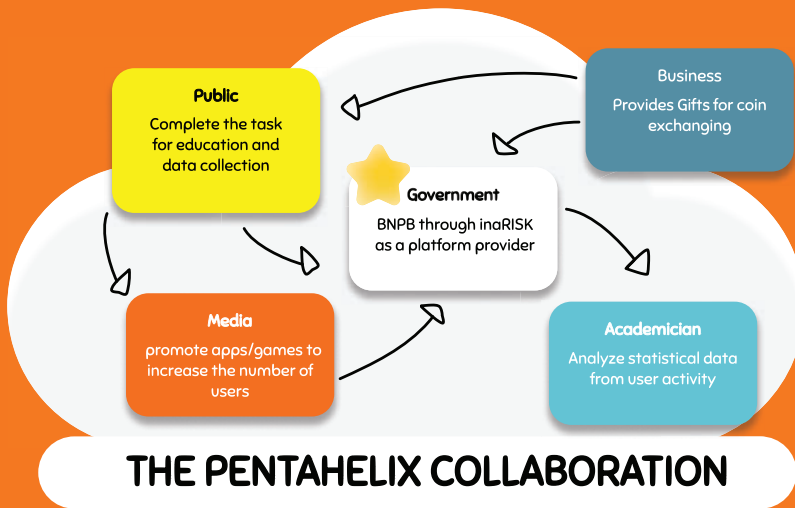 Public
Complete the task
for education and
data collection
Business
Provides Gifts for coin
exchanging
Government
BNPB through inaRISK
as a platform provider
Media
promote apps/games to
increase the number of
users
Academician
Analyze statistical data
from user activity
THE PENTAHELIX COLLABORATION